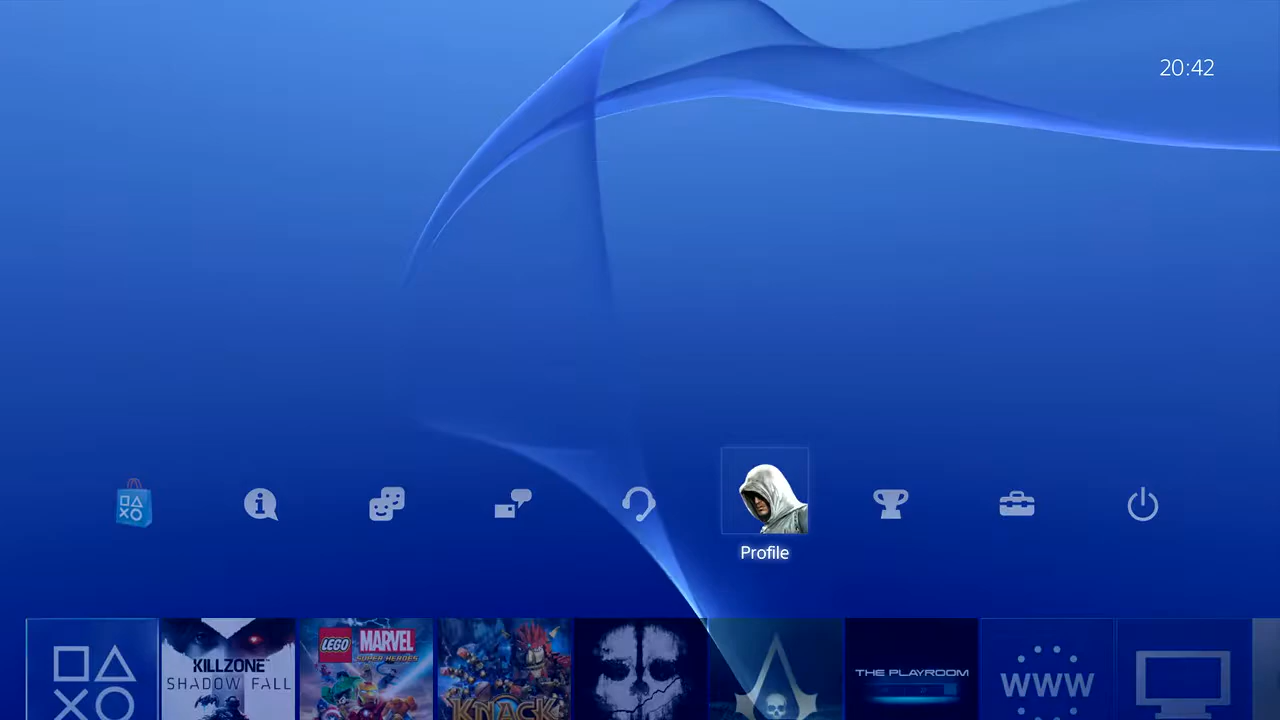 20:42
Profile
LEGO MARVEL
SUPER HEROES
KILLZONE
SHADOW FALL
THE PLAYROOM
WWW
KNACK